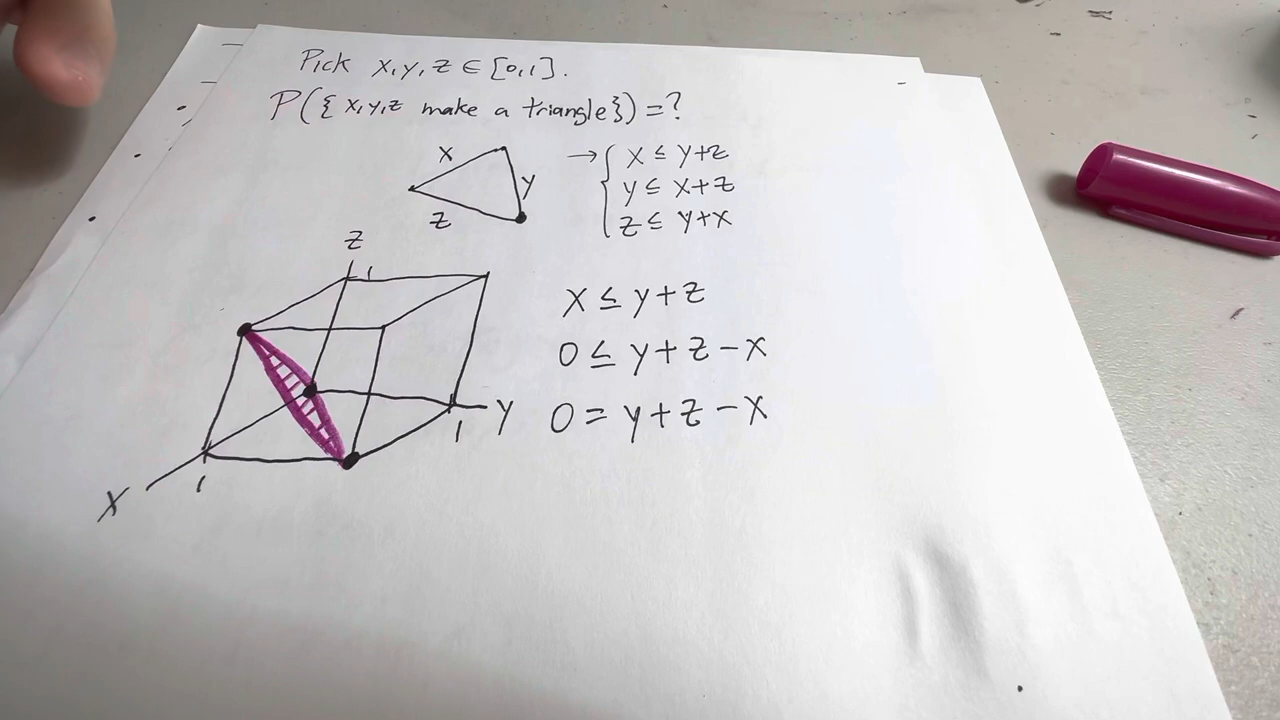 Pick x,y,z ∈ [0,1].
P({x,y,z make a triangle}) = ?
x
y
z
→ { x ≤ y+z
y ≤ x+z
z ≤ y+x
z
1
y
1
x
1
x ≤ y+z
0 ≤ y+z-x
0 = y+z-x